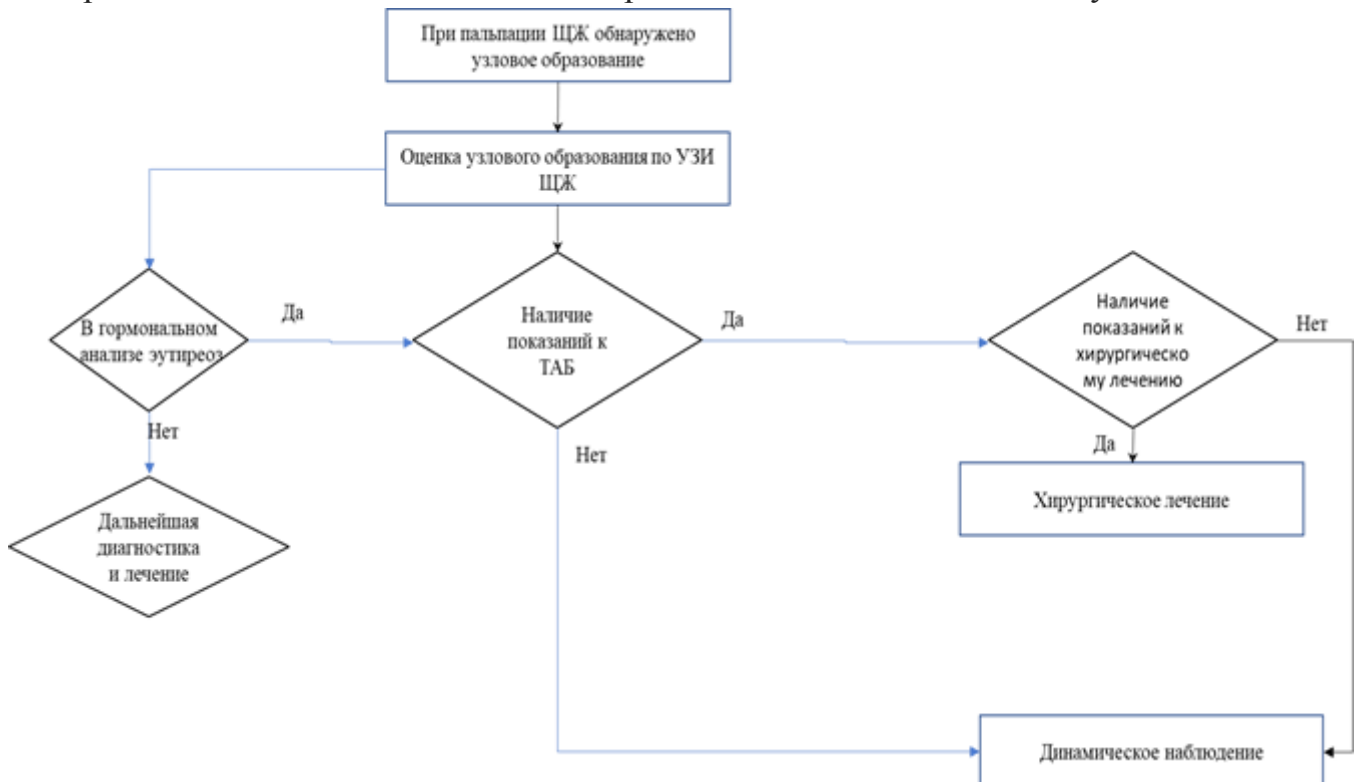 При пальпации ЩЖ обнаружено
узловое образование
Оценка узлового образования по УЗИ
ЩЖ
В гормональном
анализе эутиреоз
Да
Нет
Дальнейшая
диагностика
и лечение
Наличие
показаний к
ТАБ
Да
Нет
Наличие
показаний к
хирургическо
му лечению
Нет
Да
Хирургическое лечение
Динамическое наблюдение